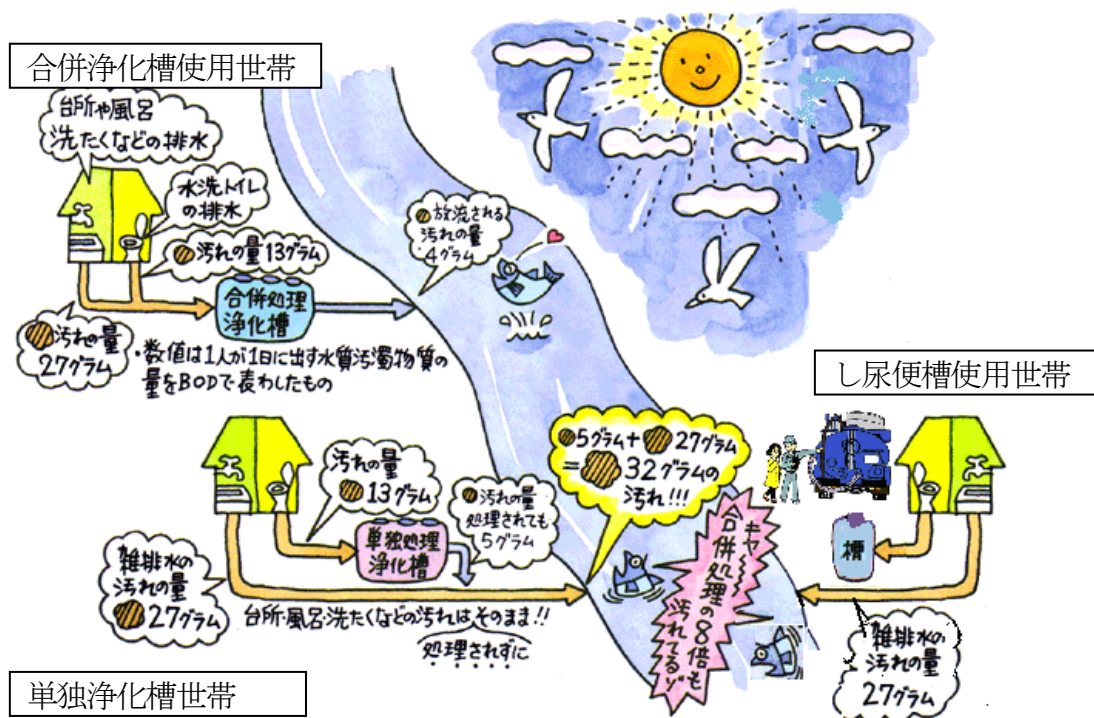 合併浄化槽使用世帯
台所や風呂
洗たくなどの排水
水洗トイレ
の排水
汚れの量13グラム
合併処理
浄化槽
汚れの量
27グラム
・数値は1人が1日に出す水質汚濁物質の
量をBODで表わしたもの
放流される
汚れの量
4グラム
し尿便槽使用世帯
汚れの量
13グラム
汚れの量
処理されても
5グラム
単独処理
浄化槽
雑排水の
汚れの量
27グラム
台所・風呂・洗たくなどの汚れはそのまま!!
処理されずに
5グラム+27グラム
=32グラムの
汚れ!!!
キャー
合併処理の8倍も
汚れてるゾ
槽
雑排水の
汚れの量
27グラム
単独浄化槽世帯